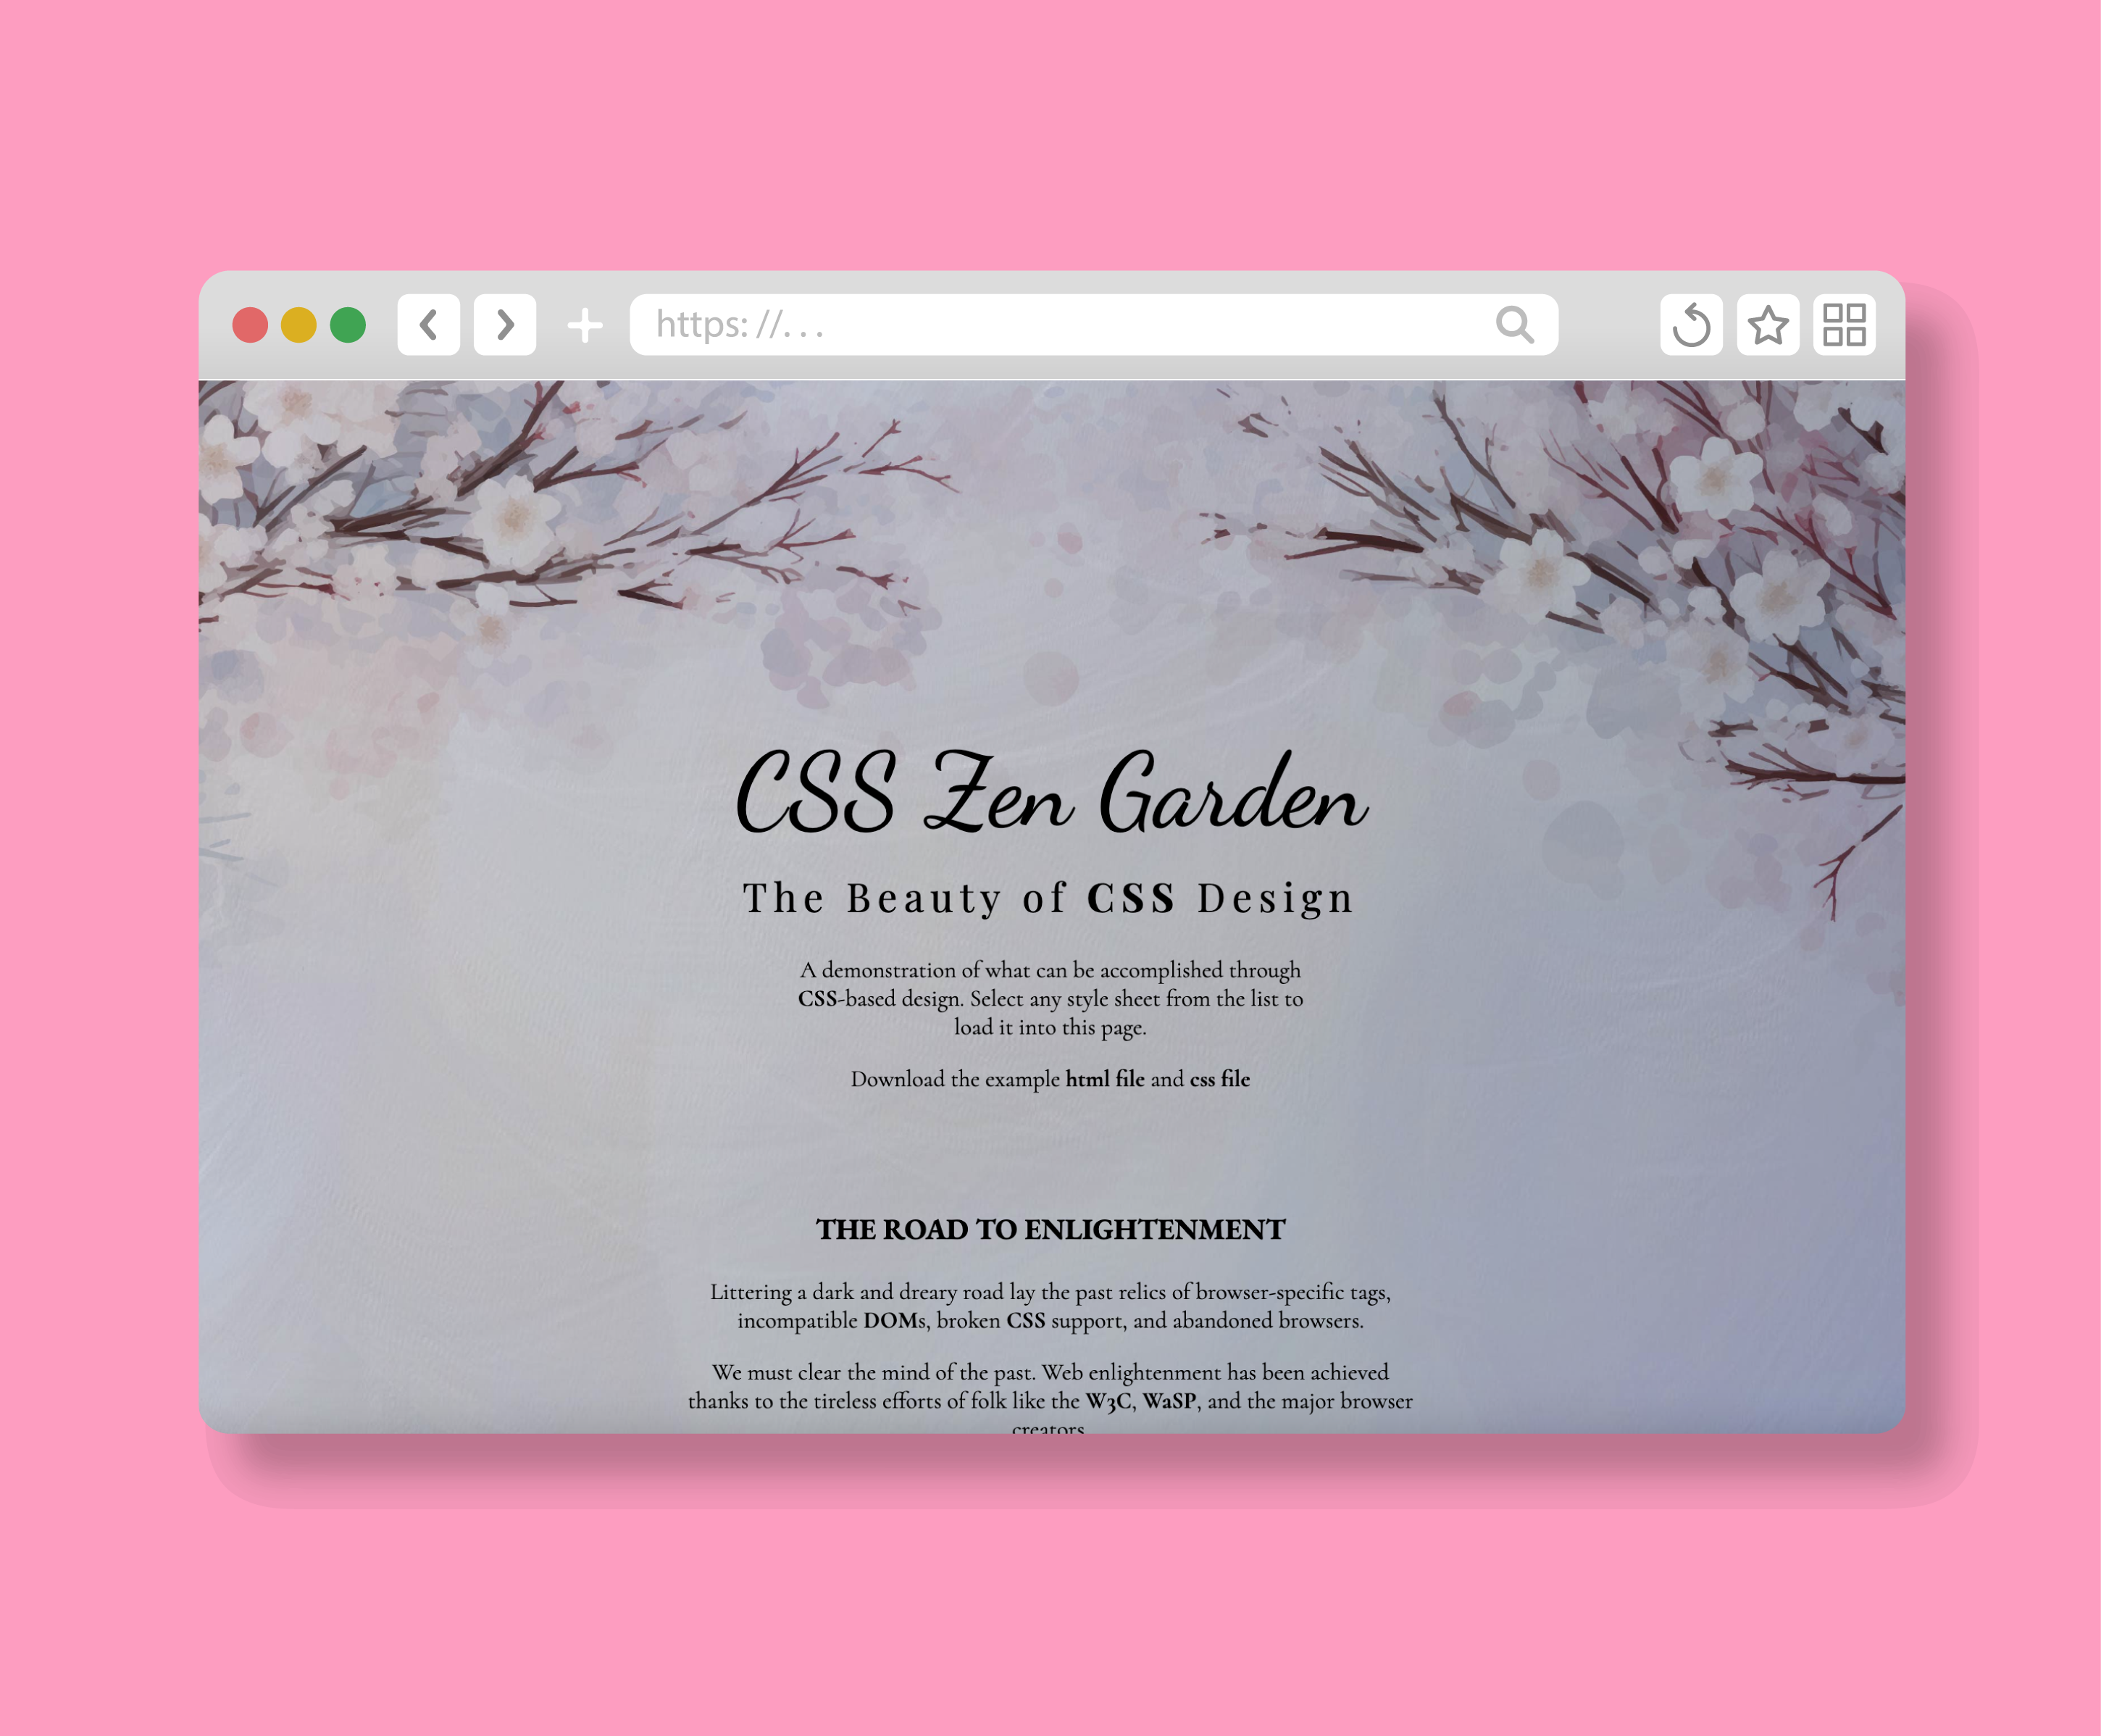 https: //. . .
CSS Zen Garden
The Beauty of CSS Design
A demonstration of what can be accomplished through
CSS-based design. Select any style sheet from the list to
load it into this page.
Download the example html file and css file
THE ROAD TO ENLIGHTENMENT
Littering a dark and dreary road lay the past relics of browser-specific tags,
incompatible DOMs, broken CSS support, and abandoned browsers.
We must clear the mind of the past. Web enlightenment has been achieved
thanks to the tireless efforts of folk like the W3C, WaSP, and the major browser
creators.